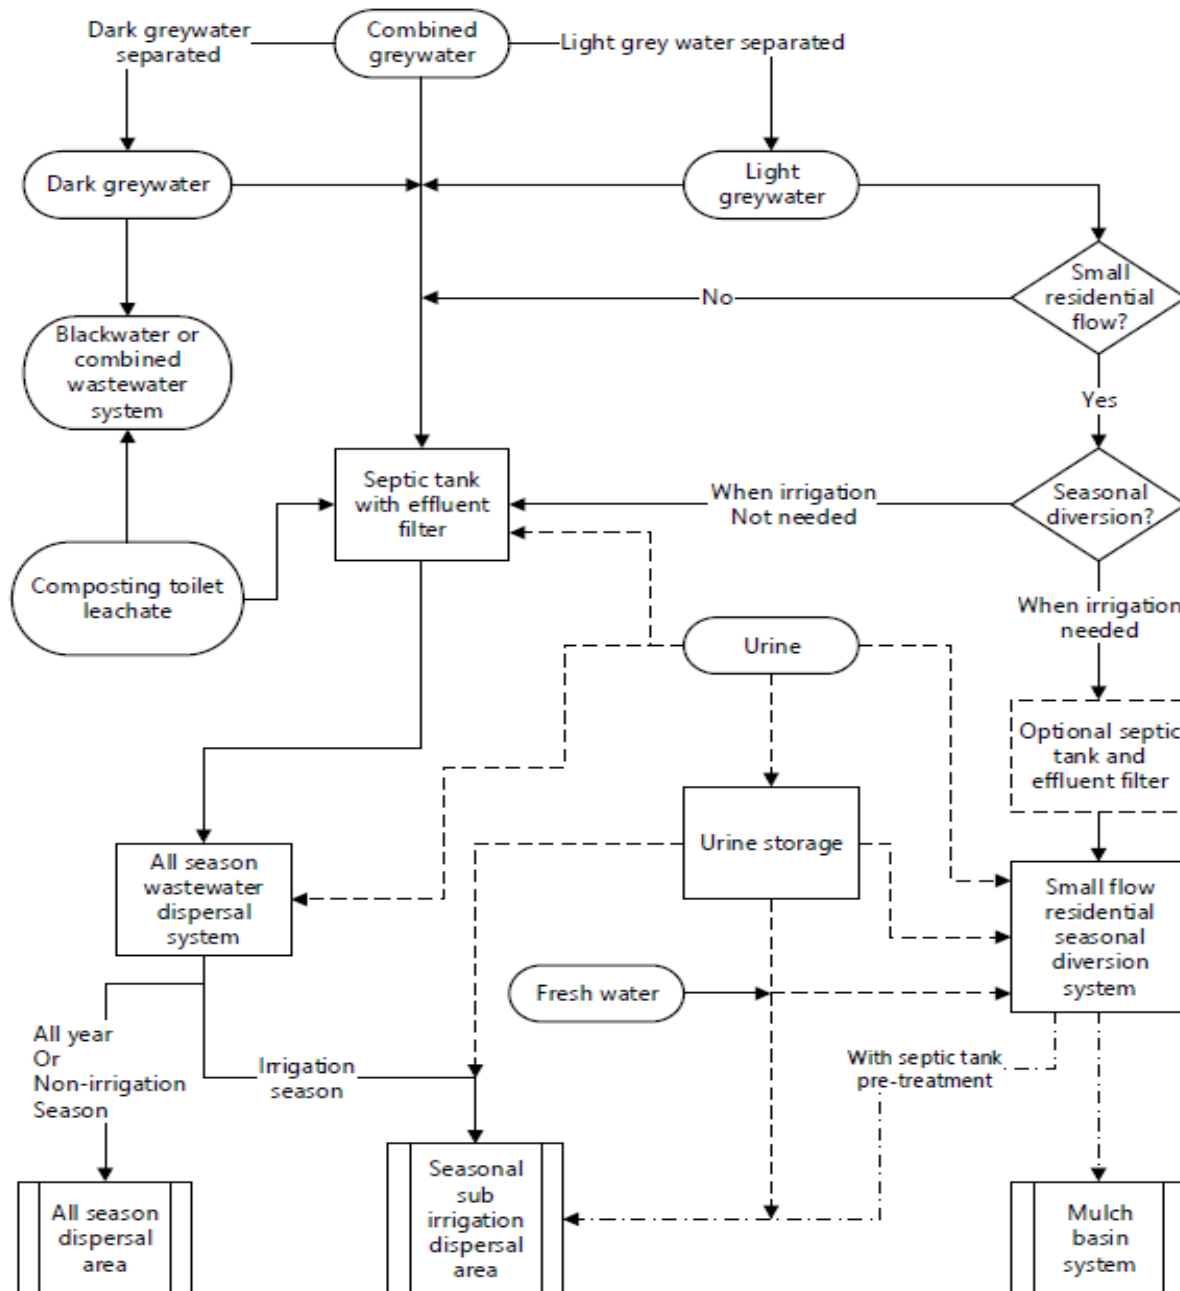 Dark greywater
separated
Combined
greywater
Light grey water separated
Dark greywater
Light
greywater
Small
residential
flow?
No
Blackwater or
combined
wastewater
system
Yes
Septic tank
with effluent
filter
When irrigation
Not needed
Seasonal
diversion?
Composting toilet
leachate
When irrigation
needed
Urine
Optional septic
tank and
effluent filter
Urine storage
All season
wastewater
dispersal
system
Small flow
residential
seasonal
diversion
system
Fresh water
All year
Or
Non-irrigation
Season
Irrigation
season
With septic tank
pre-treatment
All season
dispersal
area
Seasonal
sub
irrigation
dispersal
area
Mulch
basin
system